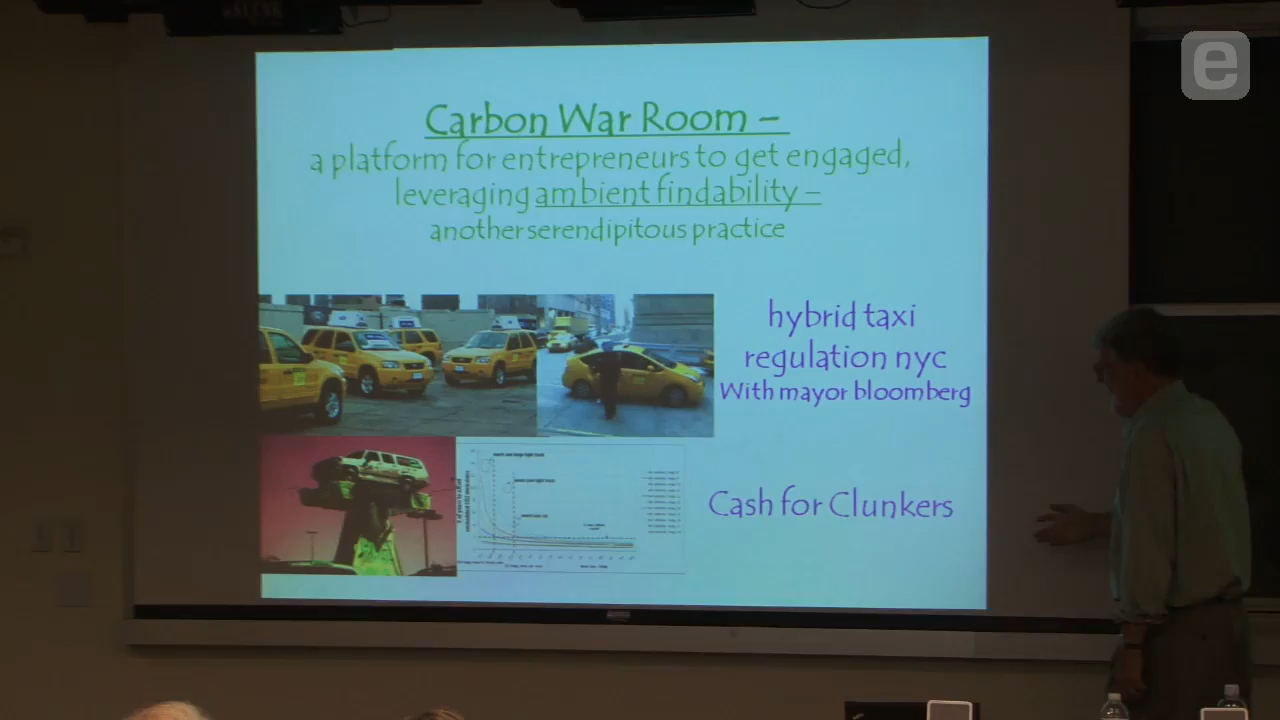 Carbon War Room –
a platform for entrepreneurs to get engaged,
leveraging ambient findability –
another serendipitous practice
hybrid taxi
regulation nyc
With mayor bloomberg
Cash for Clunkers
e